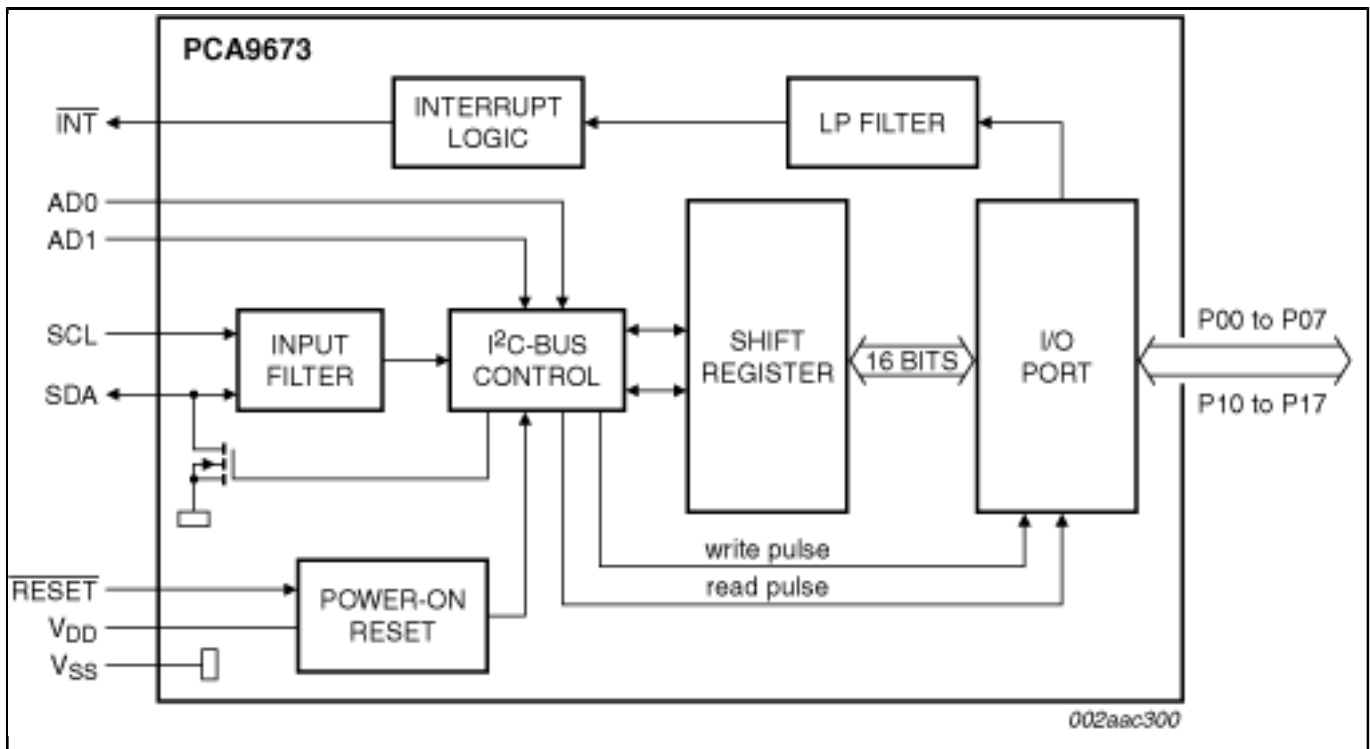 PCA9673
INTERRUPT
LOGIC
LP FILTER
INT
AD0
AD1
SCL
SDA
INPUT
FILTER
I²C-BUS
CONTROL
SHIFT
REGISTER
16 BITS
I/O
PORT
P00 to P07
P10 to P17
write pulse
read pulse
RESET
VDD
VSS
POWER-ON
RESET
002aac300